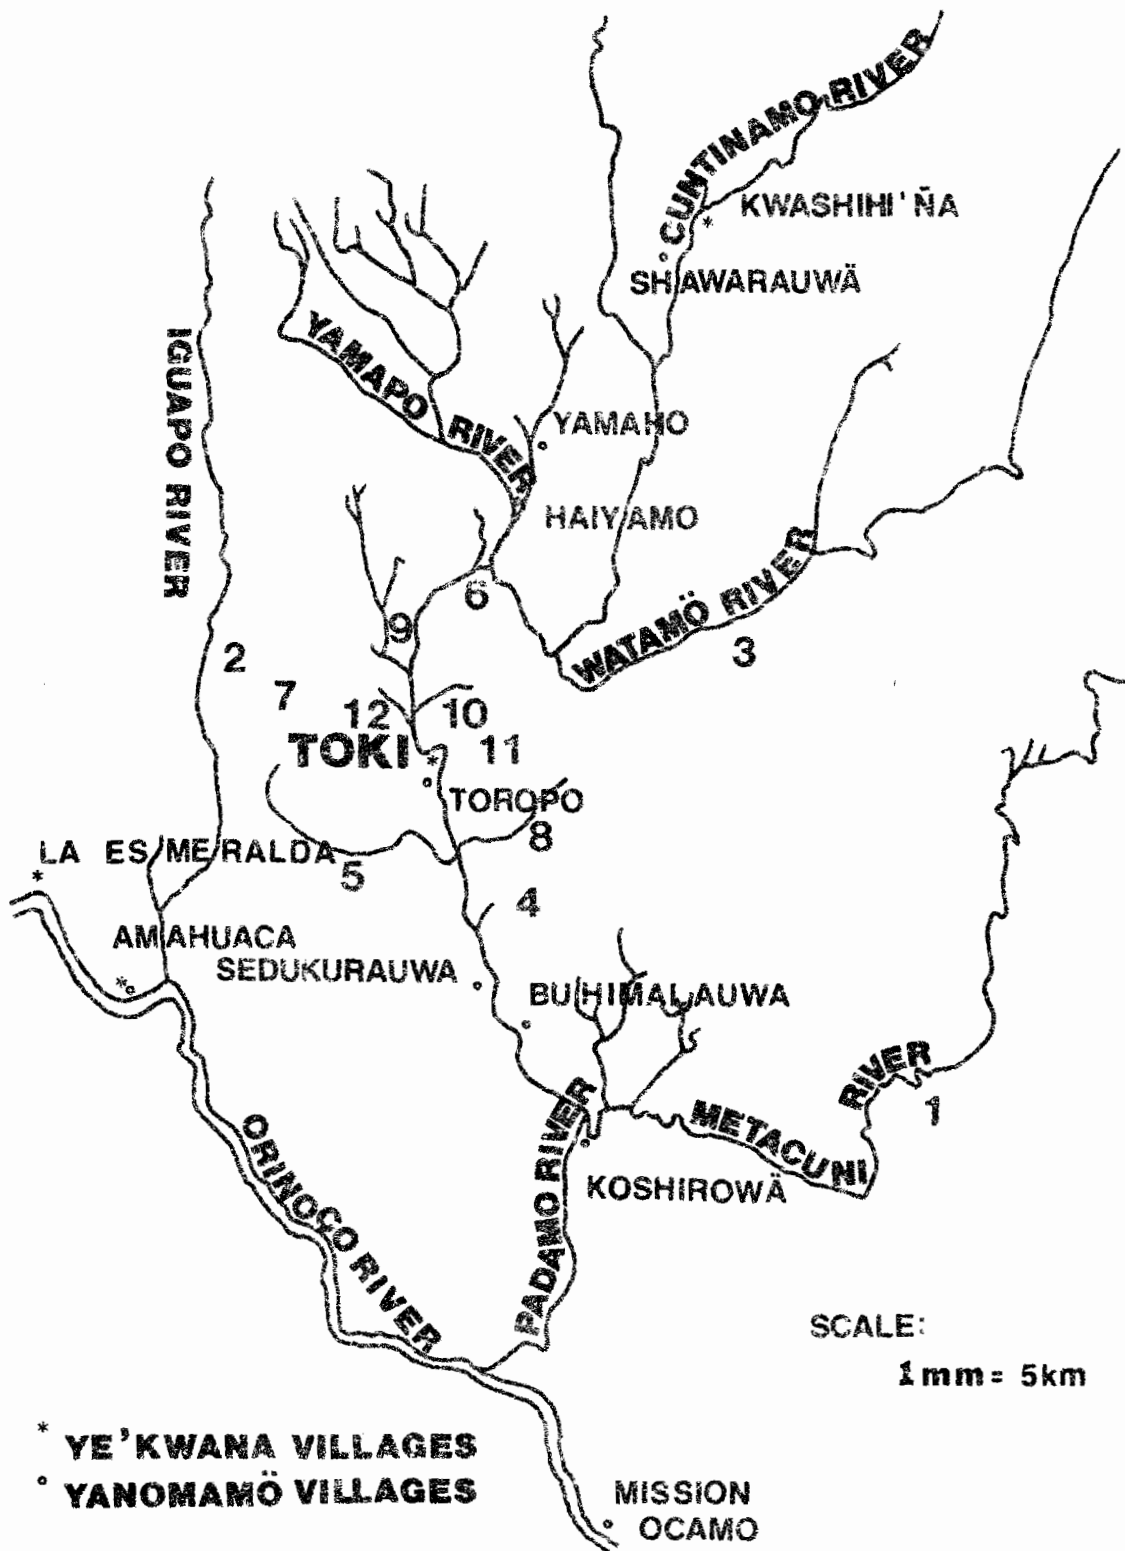 CUNTINAMO RIVER
KWASHIHI'ÑA
SHAWARAUWÄ
IGUAPO RIVER
YAMAPO RIVER
YAMAHO
HAIYAMO
WATAMÖ RIVER
6
9
3
2
7
12
10
TOKI
11
TOROPO
8
LA ESMERALDA
5
4
AMAHUACA
SEDUKURAUWA
BUHIMALAUWA
METACUNI RIVER
1
PADAMO RIVER
KOSHIROWÄ
ORINOÇO RIVER
SCALE:
1mm = 5km
* YE'KWANA VILLAGES
° YANOMAMÖ VILLAGES
MISSION
OCAMO